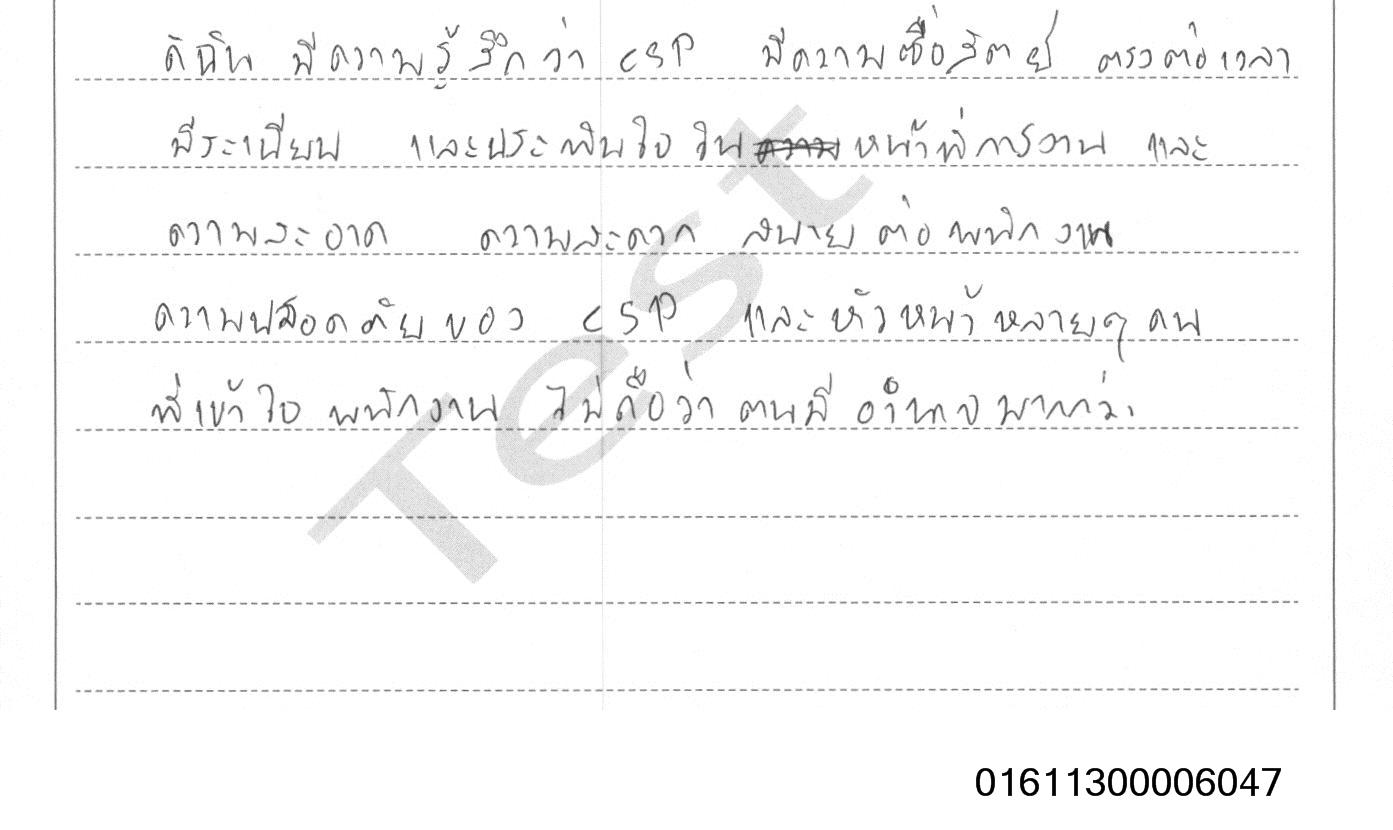 ดิฉัน มีความรู้สึกว่า CSP มีความซื่อสัตย์ ตรงต่อเวลา
มีระเบียบ และประทับใจ ใน หน้าที่การงาน และ
ความสะอาด ความสะดวก สบาย ต่อ พนักงาน
ความปลอดภัยของ CSP และหัวหน้าหลายๆ คน
ที่เข้าใจ พนักงาน ไม่ถือว่า ตนมี อำนาจ มากกว่า
Test
01611300006047